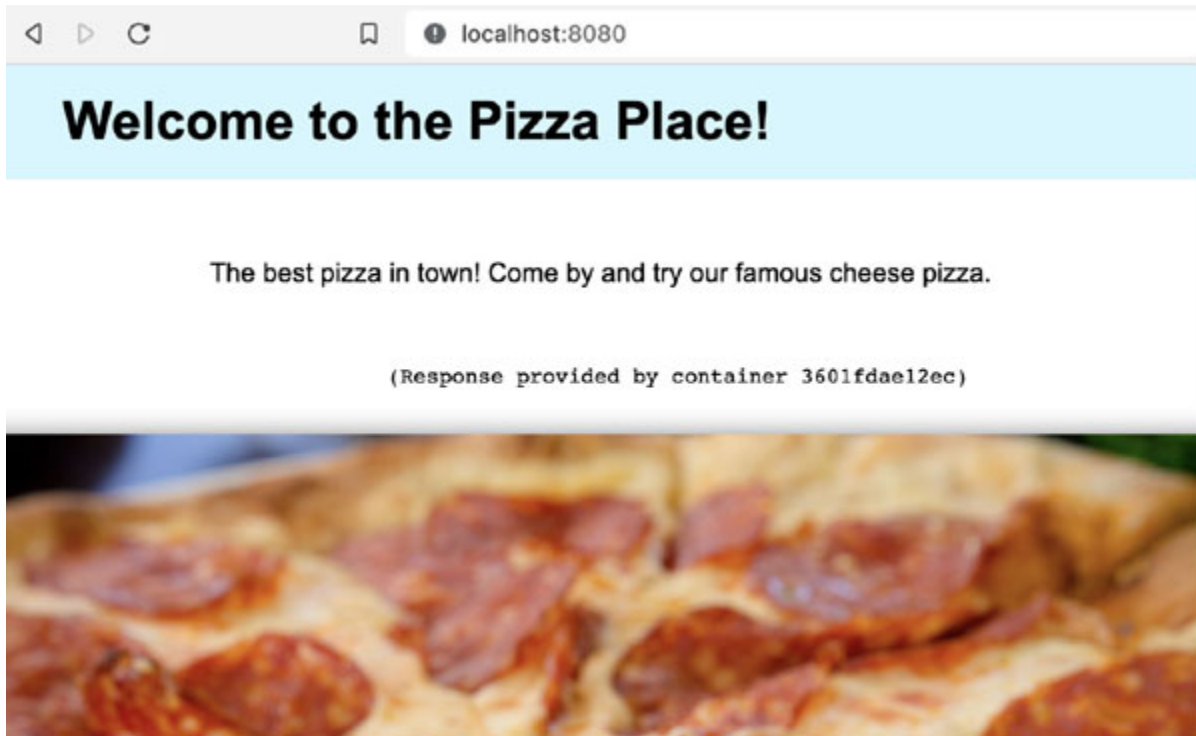 localhost:8080
Welcome to the Pizza Place!
The best pizza in town! Come by and try our famous cheese pizza.
(Response provided by container 3601fdae12ec)